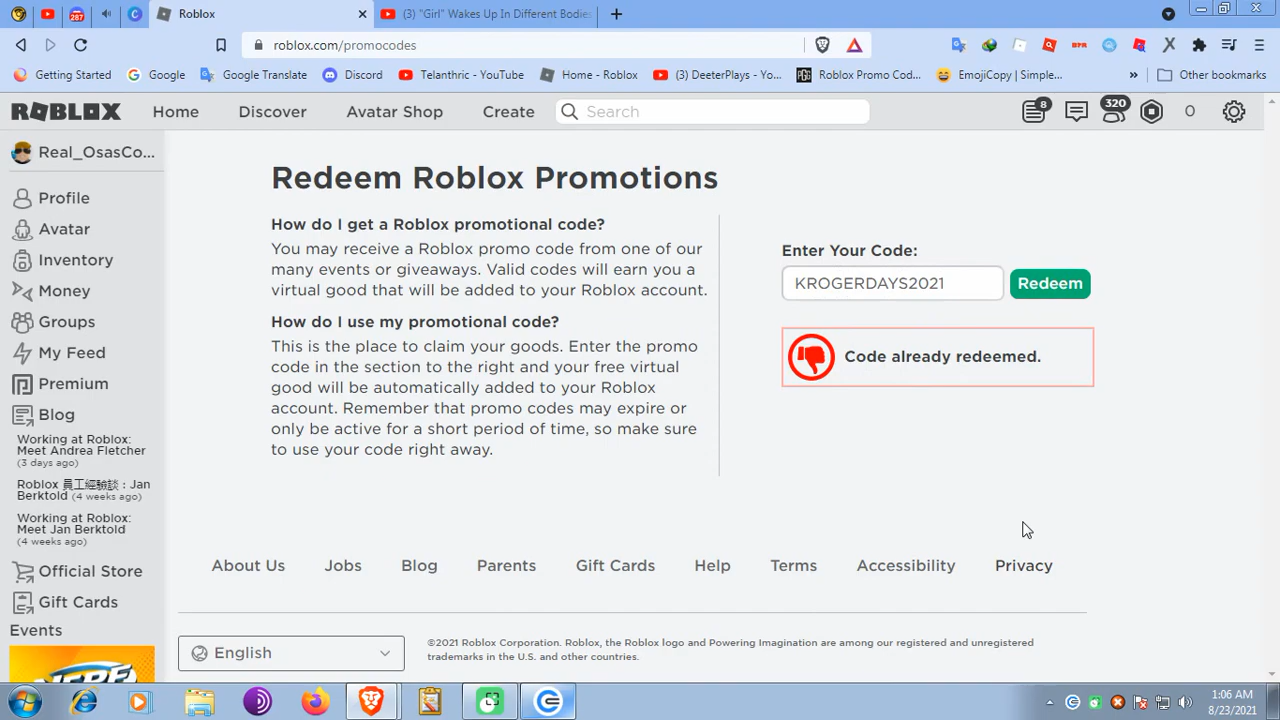 287
Roblox
(3) "Girl" Wakes Up In Different Bodies
roblox.com/promocodes
Getting Started
Google
Google Translate
Discord
Telanthric - YouTube
Home - Roblox
(3) DeeterPlays - Yo...
Roblox Promo Cod...
EmojiCopy | Simple...
Other bookmarks
ROBLOX
Home
Discover
Avatar Shop
Create
Search
8
320
0
Real_OsasCo...
Profile
Avatar
Inventory
Money
Groups
My Feed
Premium
Blog
Working at Roblox:
Meet Andrea Fletcher
(3 days ago)
Roblox 員工經驗談 : Jan
Berktold (4 weeks ago)
Working at Roblox:
Meet Jan Berktold
(4 weeks ago)
Official Store
Gift Cards
Events
NERF
Redeem Roblox Promotions
How do I get a Roblox promotional code?
You may receive a Roblox promo code from one of our
many events or giveaways. Valid codes will earn you a
virtual good that will be added to your Roblox account.
How do I use my promotional code?
This is the place to claim your goods. Enter the promo
code in the section to the right and your free virtual
good will be automatically added to your Roblox
account. Remember that promo codes may expire or
only be active for a short period of time, so make sure
to use your code right away.
Enter Your Code:
KROGERDAYS2021
Redeem
Code already redeemed.
About Us
Jobs
Blog
Parents
Gift Cards
Help
Terms
Accessibility
Privacy
English
©2021 Roblox Corporation. Roblox, the Roblox logo and Powering Imagination are among our registered and unregistered
trademarks in the U.S. and other countries.
1:06 AM
8/23/2021